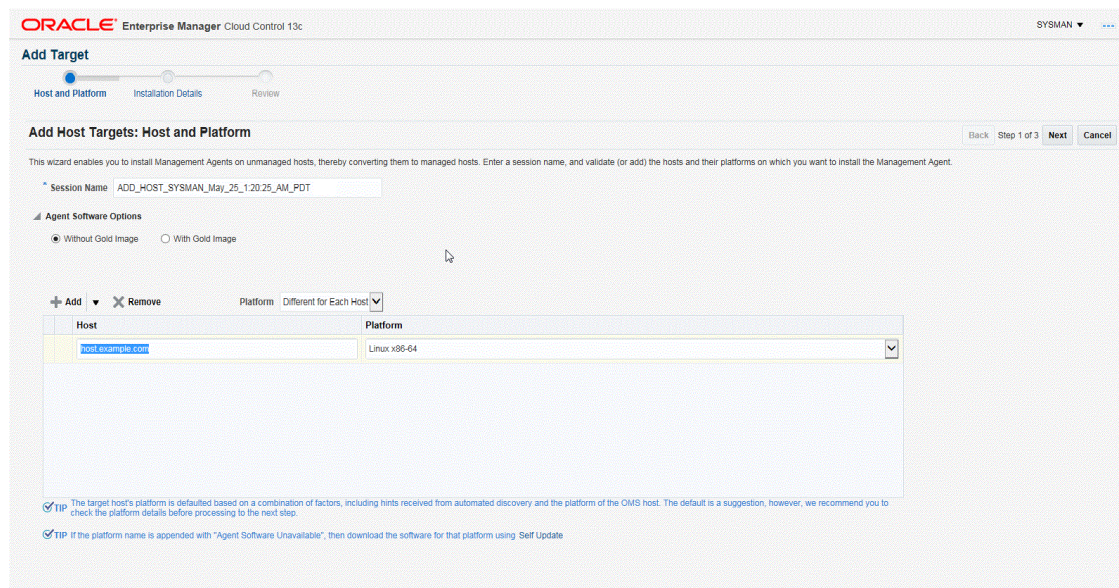 ORACLE Enterprise Manager Cloud Control 13c
SYSMAN
Add Target
Host and Platform
Installation Details
Review
Add Host Targets: Host and Platform
Back Step 1 of 3 Next Cancel
This wizard enables you to install Management Agents on unmanaged hosts, thereby converting them to managed hosts. Enter a session name, and validate (or add) the hosts and their platforms on which you want to install the Management Agent.
* Session Name ADD_HOST_SYSMAN_May_25_1:20:25_AM_PDT
Agent Software Options
Without Gold Image With Gold Image
Add Remove Platform Different for Each Host
Host Platform
host.example.com Linux x86-64
TIP The target host's platform is defaulted based on a combination of factors, including hints received from automated discovery and the platform of the OMS host. The default is a suggestion, however, we recommend you to
check the platform details before processing to the next step.
TIP If the platform name is appended with "Agent Software Unavailable", then download the software for that platform using Self Update